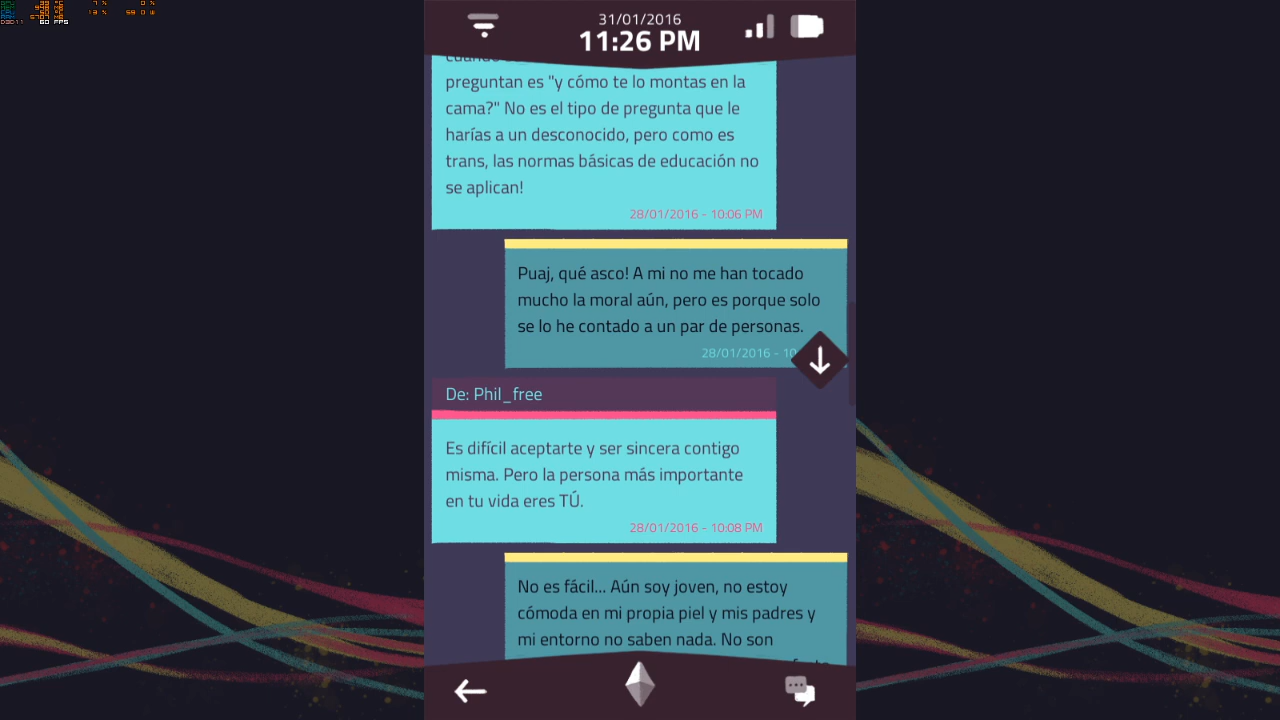 31/01/2016
11:26 PM
preguntan es "y cómo te lo montas en la
cama?" No es el tipo de pregunta que le
harías a un desconocido, pero como es
trans, las normas básicas de educación no
se aplican!
28/01/2016 - 10:06 PM
Puaj, qué asco! A mi no me han tocado
mucho la moral aún, pero es porque solo
se lo he contado a un par de personas.
28/01/2016 - 10
De: Phil_free
Es difícil aceptarte y ser sincera contigo
misma. Pero la persona más importante
en tu vida eres TÚ.
28/01/2016 - 10:08 PM
No es fácil... Aún soy joven, no estoy
cómoda en mi propia piel y mis padres y
mi entorno no saben nada. No son